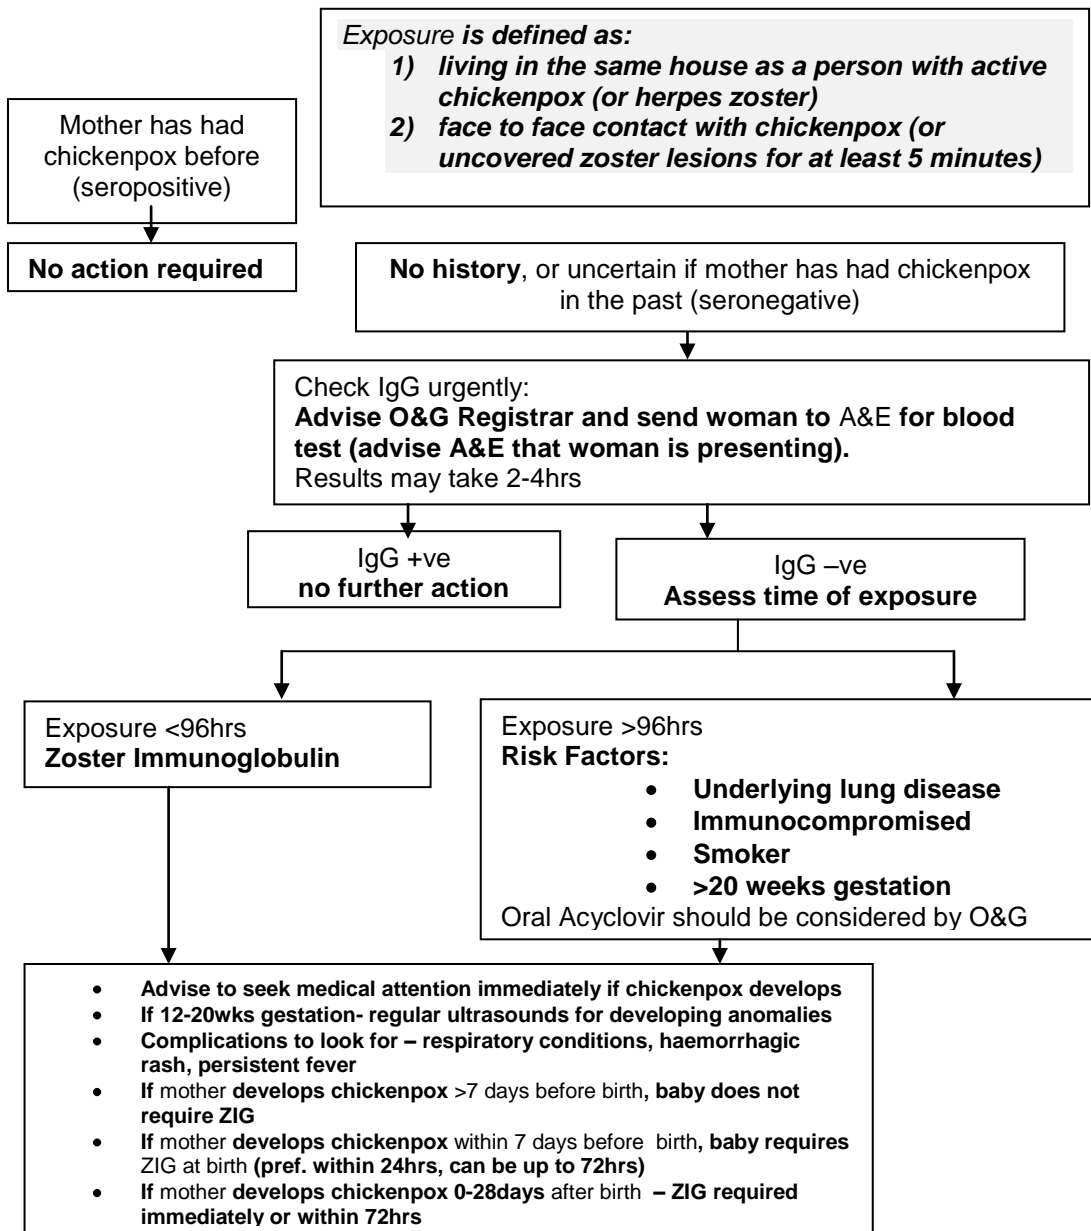 Exposure is defined as:
1) living in the same house as a person with active
chickenpox (or herpes zoster)
2) face to face contact with chickenpox (or
uncovered zoster lesions for at least 5 minutes)
Mother has had
chickenpox before
(seropositive)
No action required
No history, or uncertain if mother has had chickenpox
in the past (seronegative)
Check IgG urgently:
Advise O&G Registrar and send woman to A&E for blood
test (advise A&E that woman is presenting).
Results may take 2-4hrs
IgG +ve
no further action
IgG –ve
Assess time of exposure
Exposure <96hrs
Zoster Immunoglobulin
Exposure >96hrs
Risk Factors:
• Underlying lung disease
• Immunocompromised
• Smoker
• >20 weeks gestation
Oral Acyclovir should be considered by O&G
• Advise to seek medical attention immediately if chickenpox develops
• If 12-20wks gestation- regular ultrasounds for developing anomalies
• Complications to look for – respiratory conditions, haemorrhagic
rash, persistent fever
• If mother develops chickenpox >7 days before birth, baby does not
require ZIG
• If mother develops chickenpox within 7 days before birth, baby requires
ZIG at birth (pref. within 24hrs, can be up to 72hrs)
• If mother develops chickenpox 0-28days after birth – ZIG required
immediately or within 72hrs